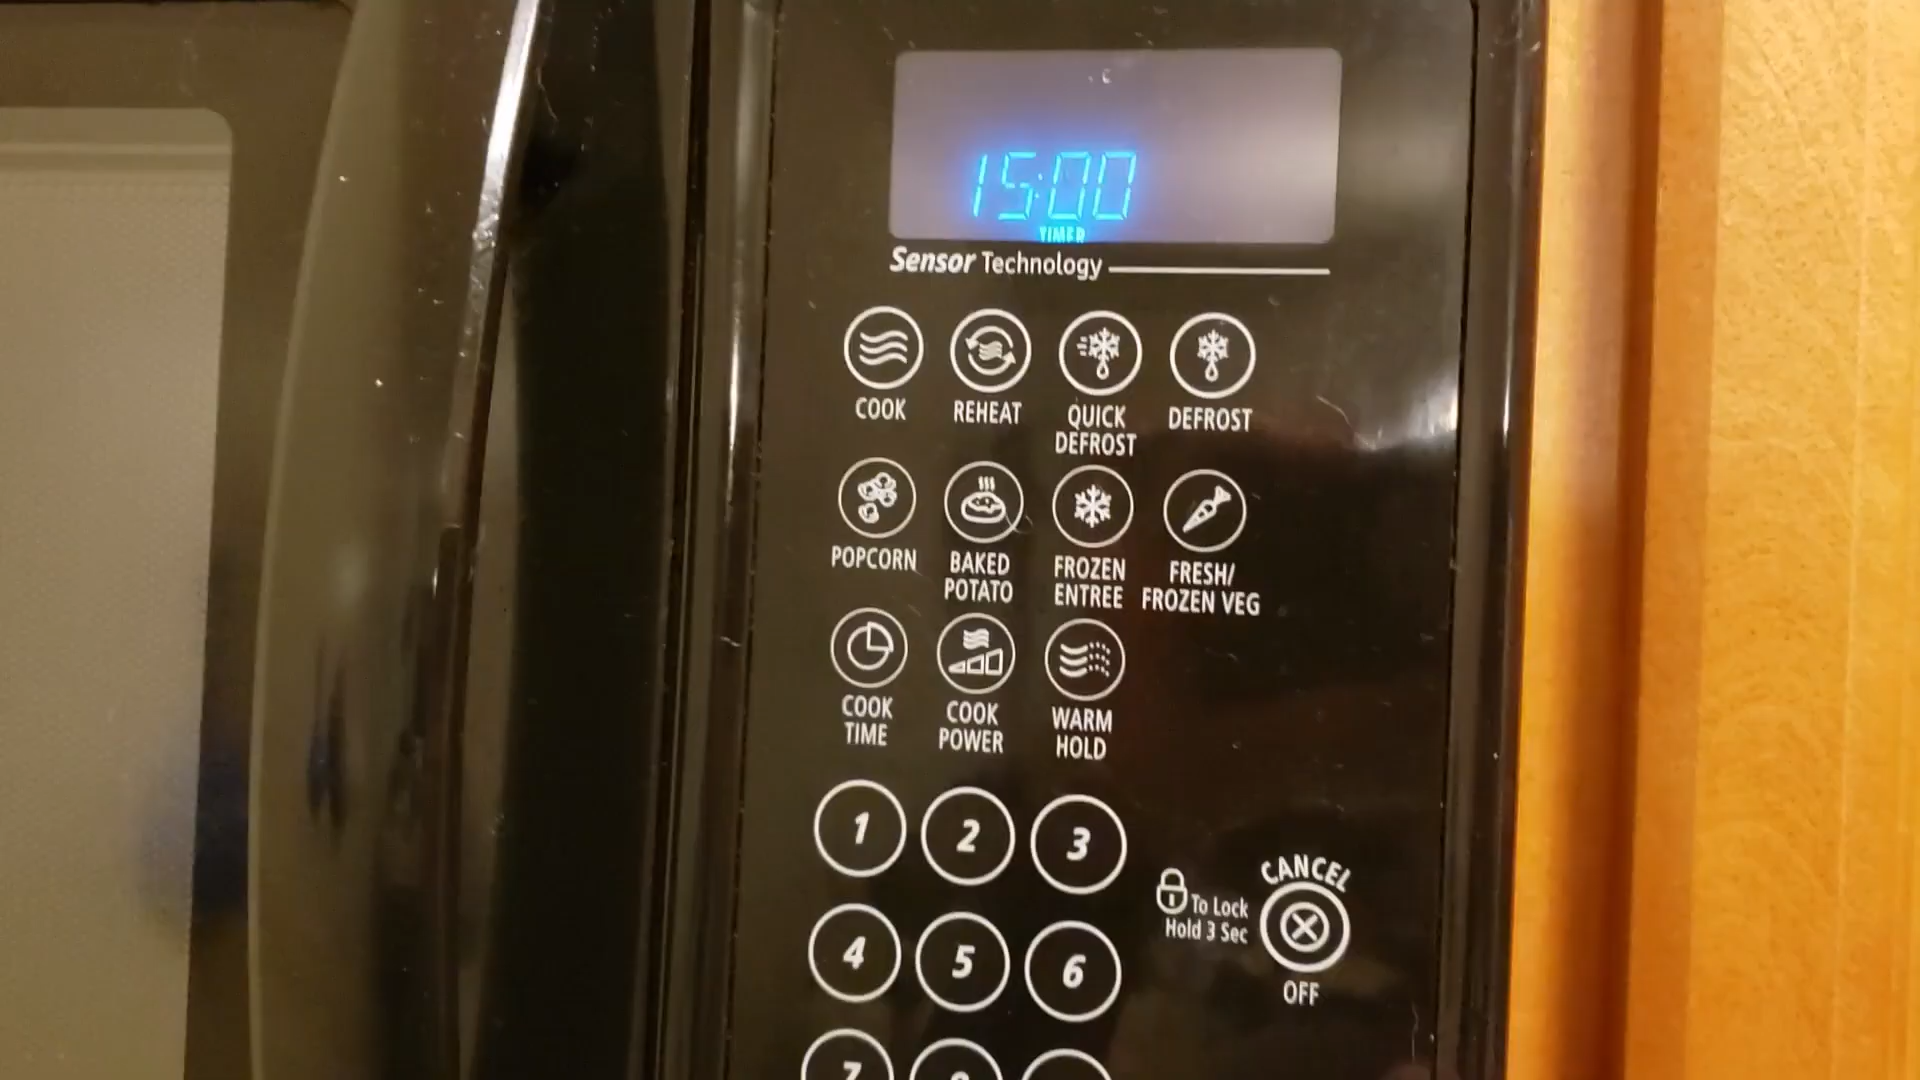 15:00
TIMER
Sensor Technology
COOK
REHEAT
QUICK
DEFROST
DEFROST
POPCORN
BAKED
POTATO
FROZEN
ENTREE
FRESH/
FROZEN VEG
COOK
TIME
COOK
POWER
WARM
HOLD
1 2 3
CANCEL
To Lock
Hold 3 Sec
OFF
4 5 6
7